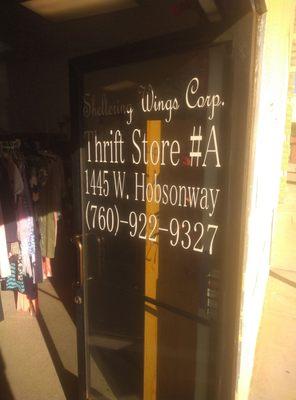 Sheltering Wings Corp.
Thrift Store #A
1445 W. Hobsonway
(760)-922-9327